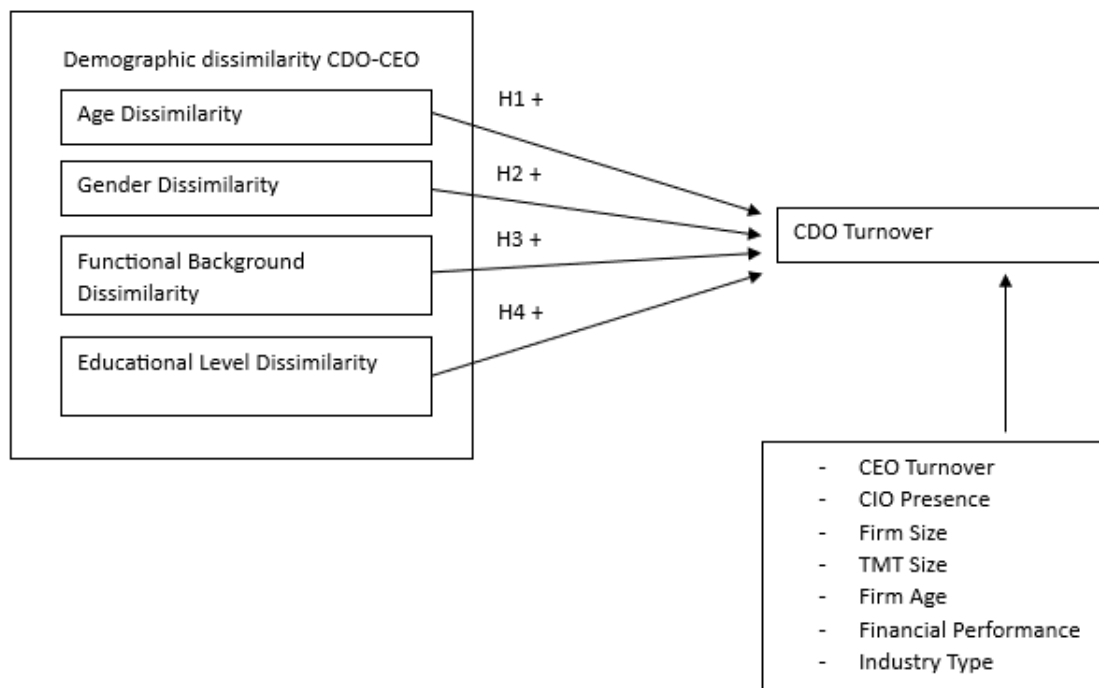 Demographic dissimilarity CDO-CEO
Age Dissimilarity
Gender Dissimilarity
Functional Background
Dissimilarity
Educational Level Dissimilarity
H1 +
H2 +
H3 +
H4 +
CDO Turnover
- CEO Turnover
- CIO Presence
- Firm Size
- TMT Size
- Firm Age
- Financial Performance
- Industry Type